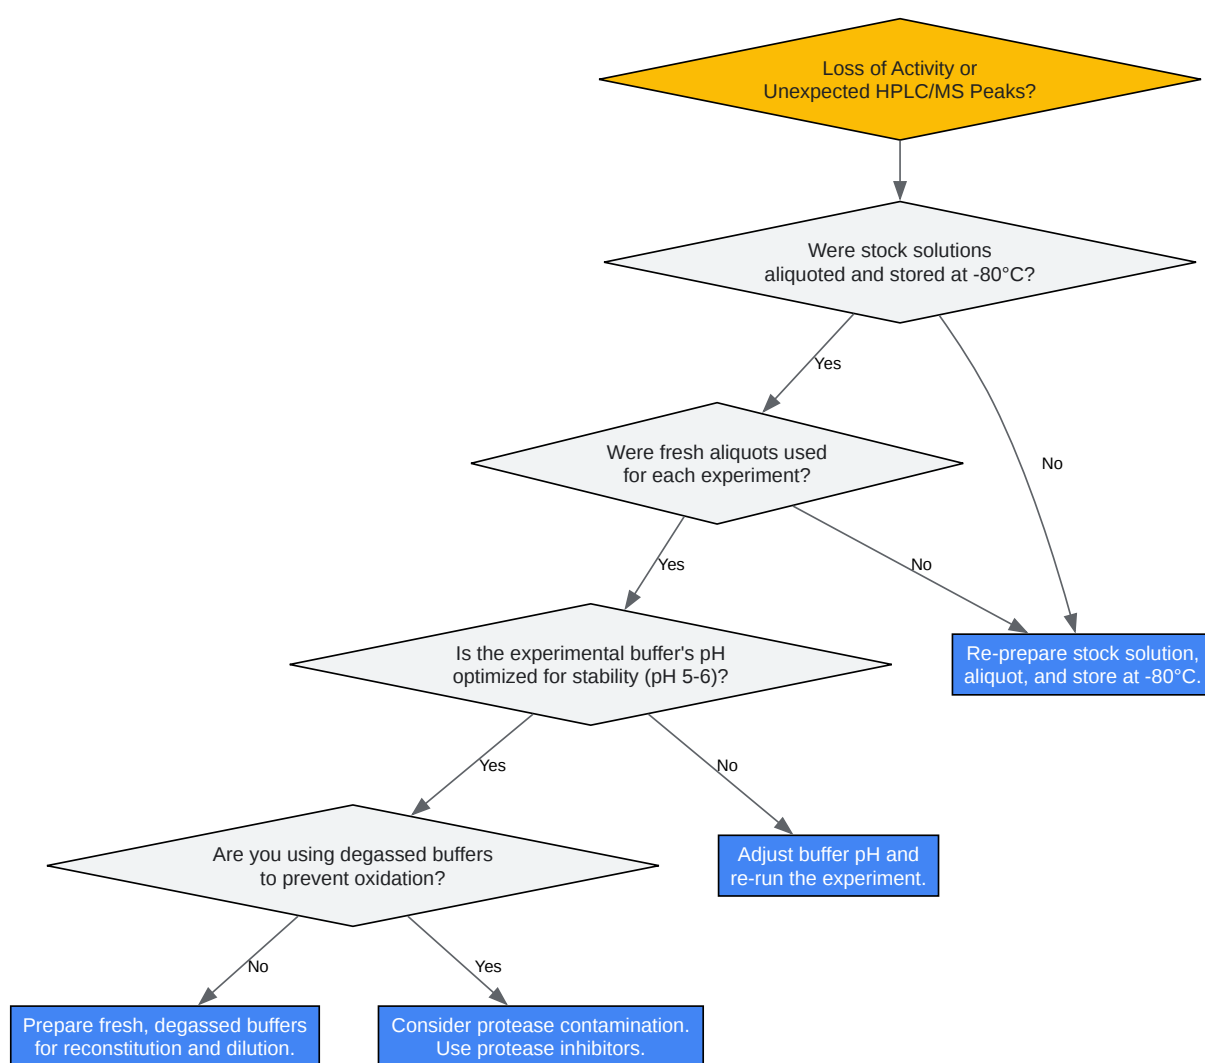 Loss of Activity or
Unexpected HPLC/MS Peaks?
Were stock solutions
aliquoted and stored at -80°C?
Yes
No
Were fresh aliquots used
for each experiment?
Yes
No
Re-prepare stock solution,
aliquot, and store at -80°C.
Is the experimental buffer's pH
optimized for stability (pH 5-6)?
Yes
No
Adjust buffer pH and
re-run the experiment.
Are you using degassed buffers
to prevent oxidation?
No
Yes
Prepare fresh, degassed buffers
for reconstitution and dilution.
Consider protease contamination.
Use protease inhibitors.